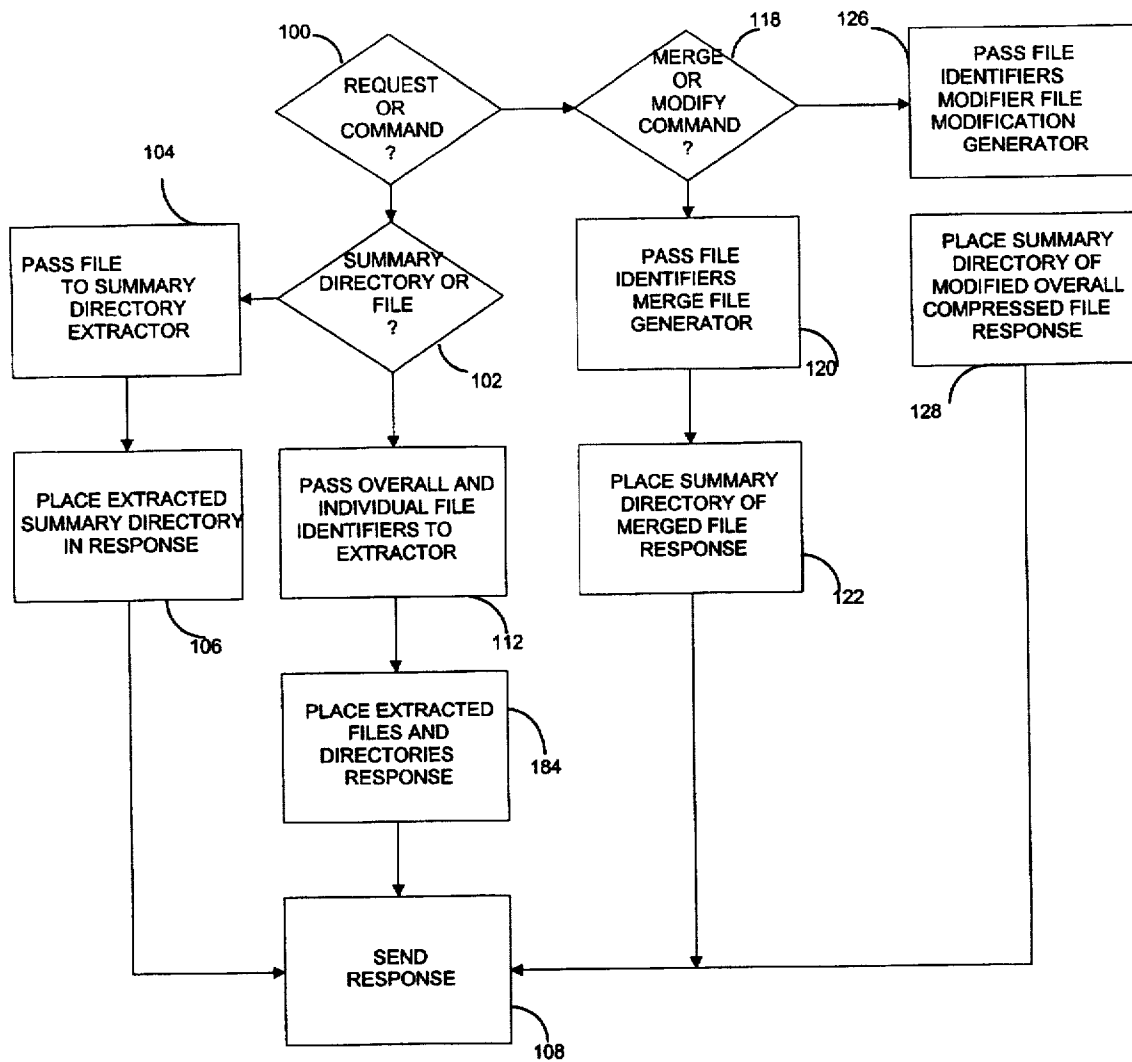 100
REQUEST
OR
COMMAND
?
118
MERGE
OR
MODIFY
COMMAND
?
126
PASS FILE
IDENTIFIERS
MODIFIER FILE
MODIFICATION
GENERATOR
104
PASS FILE
TO SUMMARY
DIRECTORY
EXTRACTOR
SUMMARY
DIRECTORY OR
FILE
?
102
PASS FILE
IDENTIFIERS
MERGE FILE
GENERATOR
120
PLACE SUMMARY
DIRECTORY OF
MODIFIED OVERALL
COMPRESSED FILE
RESPONSE
128
PLACE EXTRACTED
SUMMARY DIRECTORY
IN RESPONSE
106
PASS OVERALL AND
INDIVIDUAL FILE
IDENTIFIERS TO
EXTRACTOR
112
PLACE SUMMARY
DIRECTORY OF
MERGED FILE
RESPONSE
122
PLACE EXTRACTED
FILES AND
DIRECTORIES
RESPONSE
184
SEND
RESPONSE
108